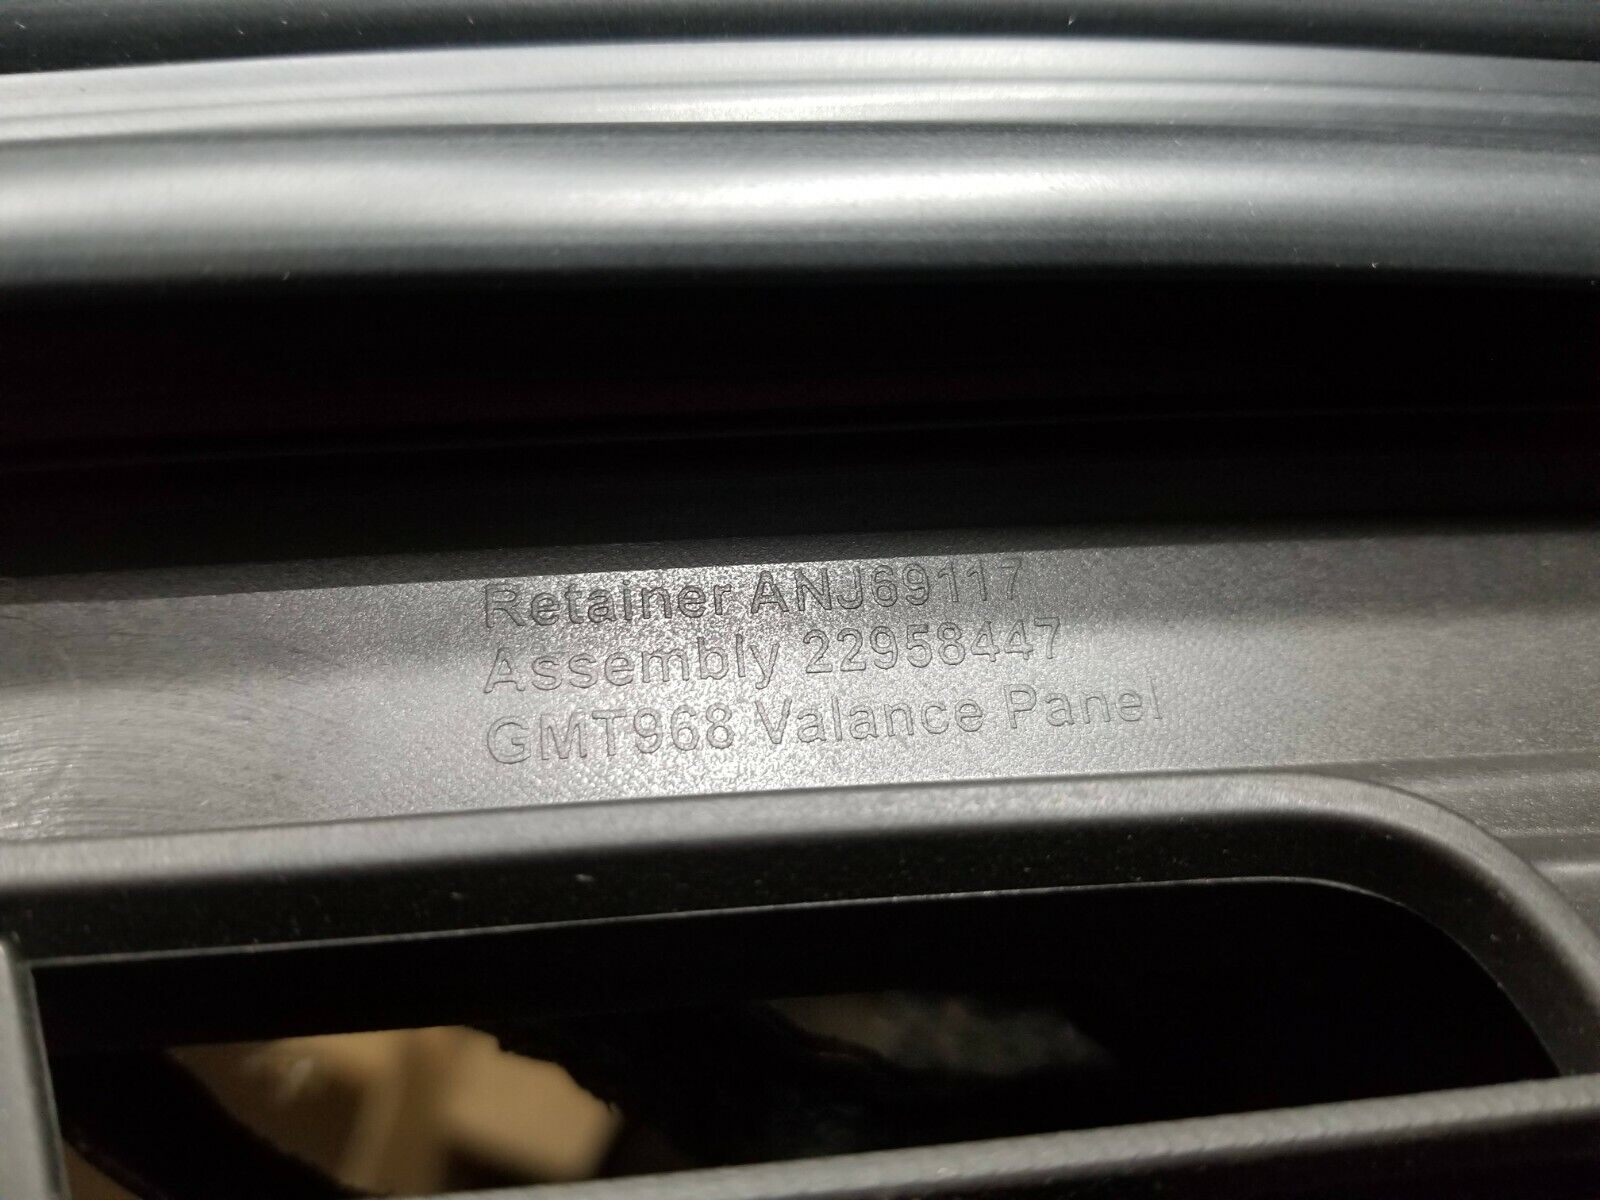 Retainer ANJ69117
Assembly 22958447
GMT968 Valance Panel